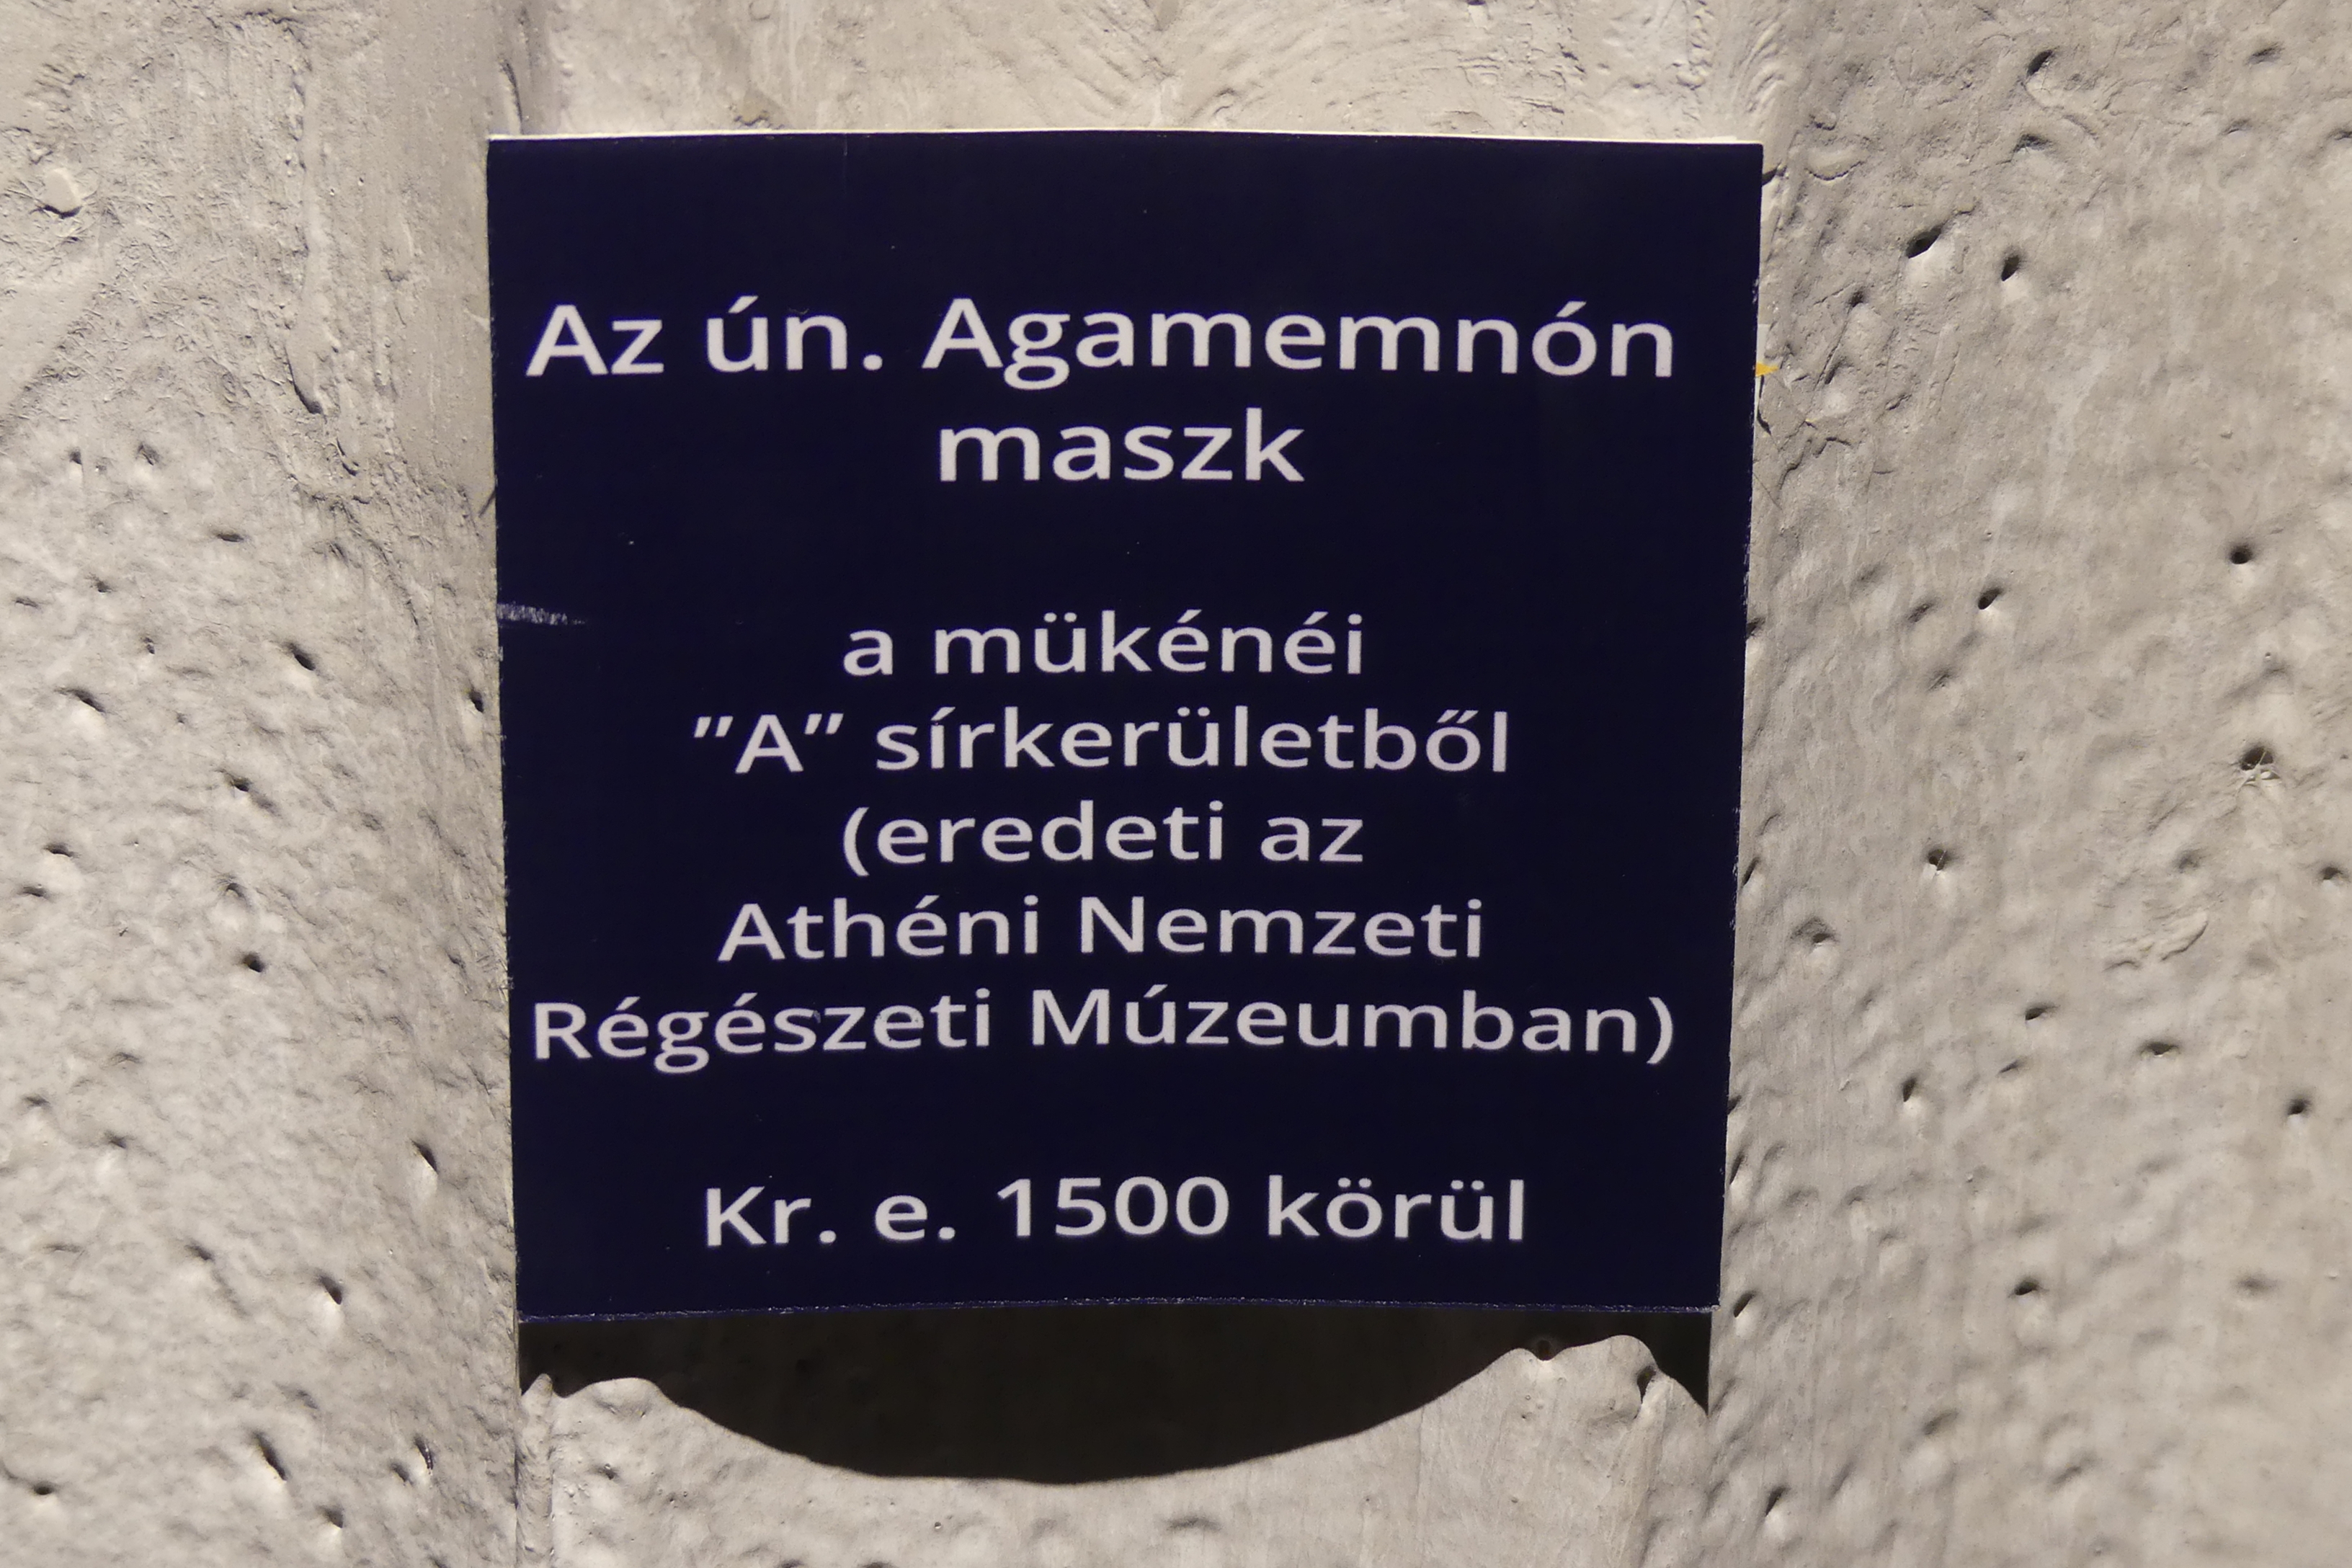 Az ún. Agamemnón
maszk
a mükénéi
"A" sírkerületből
(eredeti az
Athéni Nemzeti
Régészeti Múzeumban)
Kr. e. 1500 körül